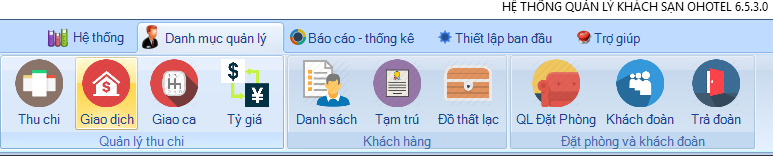 HỆ THỐNG QUẢN LÝ KHÁCH SẠN OHOTEL 6.5.3.0
Hệ thống Danh mục quản lý Báo cáo - thống kê Thiết lập ban đầu Trợ giúp
Thu chi Giao dịch Giao ca Tỷ giá Danh sách Tạm trú Đồ thất lạc QL Đặt Phòng Khách đoàn Trả đoàn
Quản lý thu chi Khách hàng Đặt phòng và khách đoàn